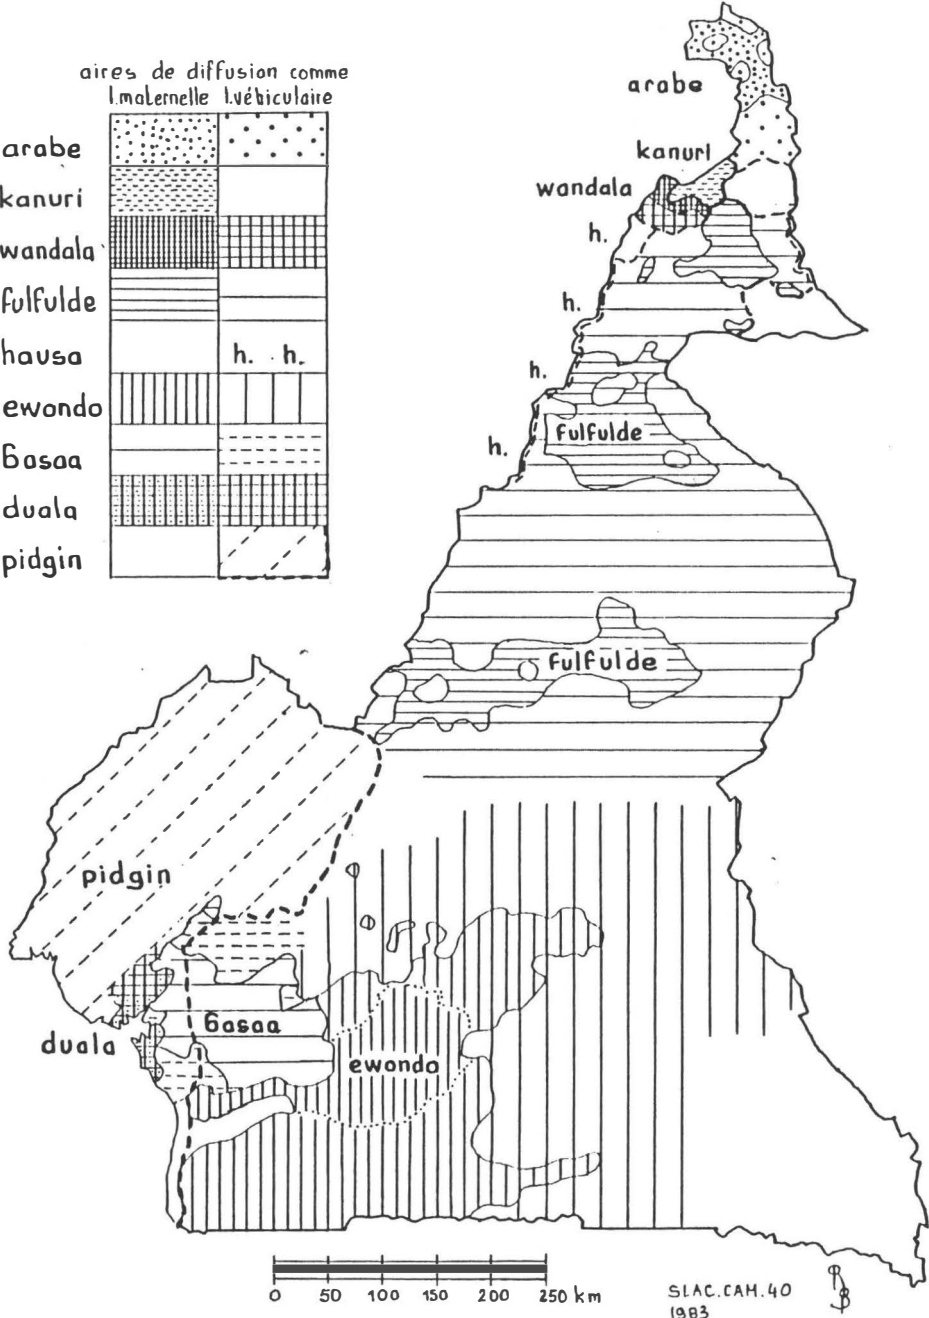 aires de diffusion comme
l.maternelle l.véhiculaire
arabe
kanuri
wandala
fulfulde
hausa h. h.
ewondo
ɓasaa
duala
pidgin
arabe
kanuri
wandala
h.
h.
h.
fulfulde
h.
fulfulde
pidgin
ɓasaa
duala
ewondo
0 50 100 150 200 250 km
SLAC.CAM.40
1983